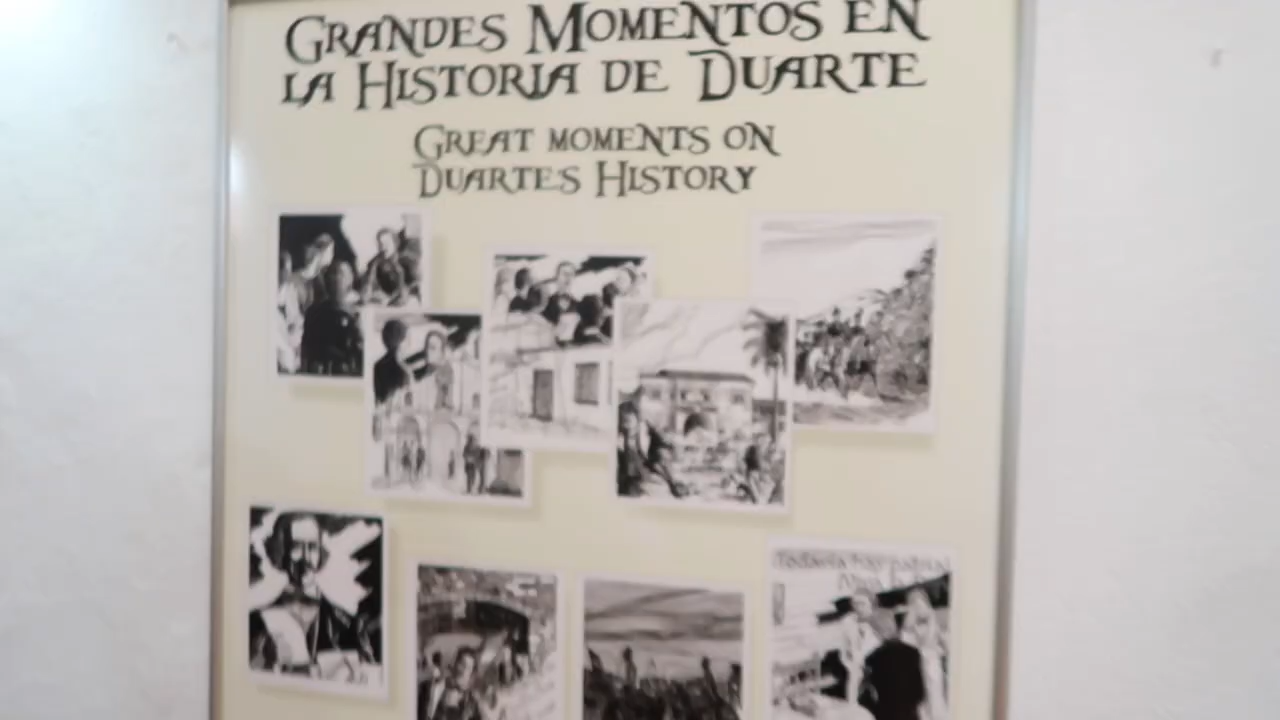 GRANDES MOMENTOS EN
LA HISTORIA DE DUARTE
GREAT MOMENTS ON
DUARTES HISTORY